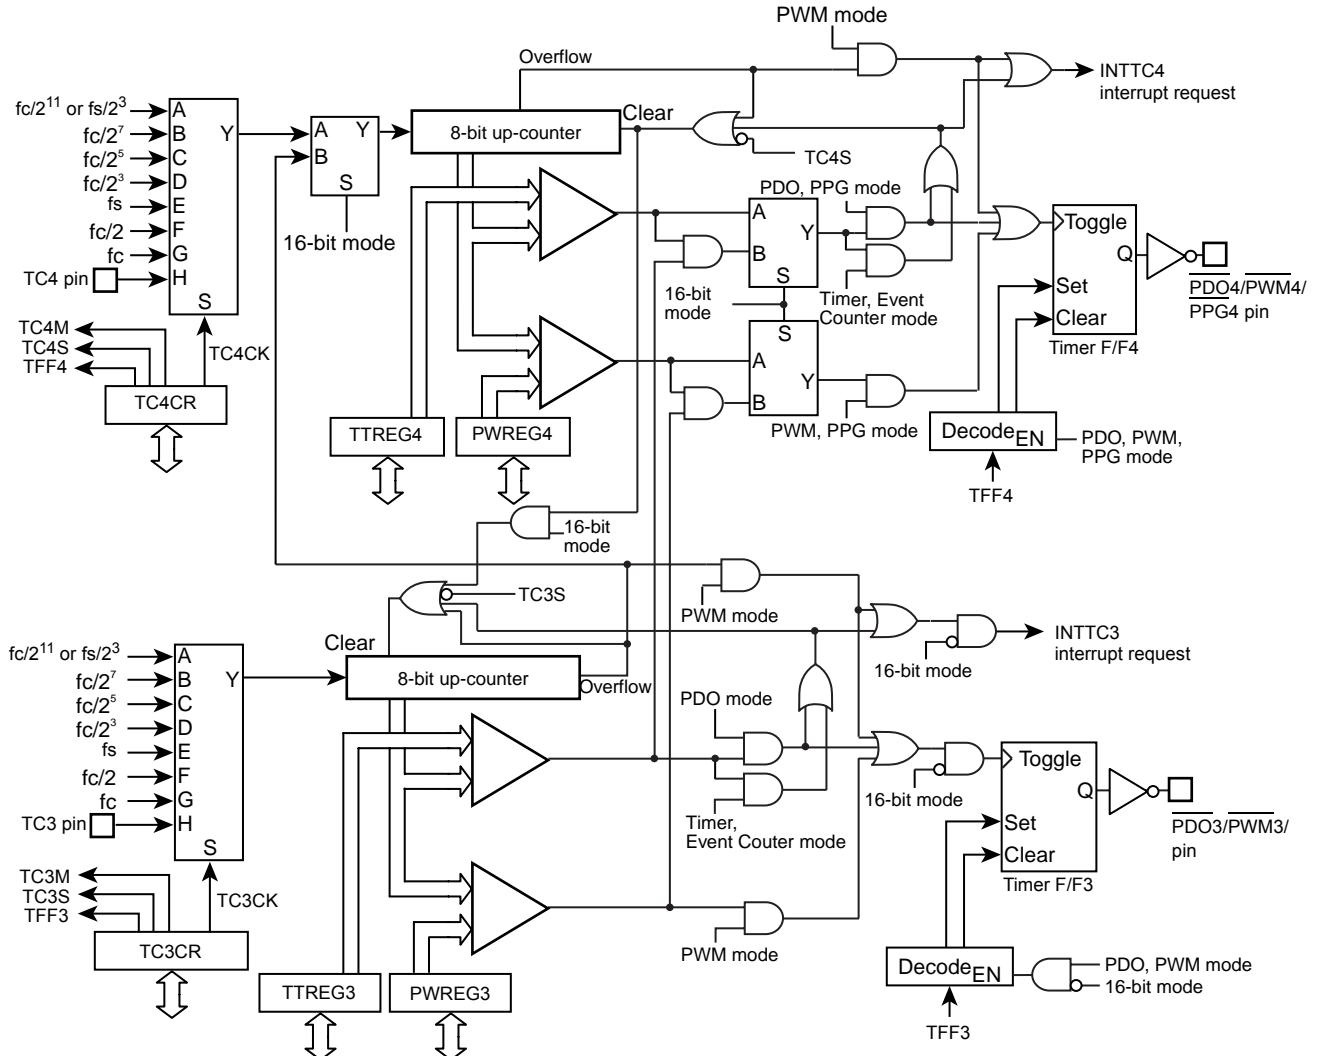 PWM mode
Overflow
INTTC4
interrupt request
fc/2¹¹ or fs/2³
fc/2⁷
fc/2⁵
fc/2³
fs
fc/2
fc
TC4 pin
A
B
C
D
E
F
G
H
Y
S
A
B
Y
S
16-bit mode
8-bit up-counter
Clear
TC4S
PDO, PPG mode
A
B
Y
S
16-bit
mode
Timer, Event
Counter mode
S
A
B
Y
PWM, PPG mode
Toggle
Q
Set
Clear
Timer F/F4
PDO4/PWM4/
PPG4 pin
TC4M
TC4S
TFF4
TC4CK
TC4CR
TTREG4
PWREG4
Decode EN
PDO, PWM,
PPG mode
TFF4
16-bit
mode
TC3S
PWM mode
INTTC3
interrupt request
16-bit mode
Clear
8-bit up-counter
Overflow
fc/2¹¹ or fs/2³
fc/2⁷
fc/2⁵
fc/2³
fs
fc/2
fc
TC3 pin
A
B
C
D
E
F
G
H
Y
S
PDO mode
Timer,
Event Couter mode
16-bit mode
Toggle
Q
Set
Clear
Timer F/F3
PDO3/PWM3/
pin
TC3M
TC3S
TFF3
TC3CK
TC3CR
TTREG3
PWREG3
PWM mode
Decode EN
PDO, PWM mode
16-bit mode
TFF3